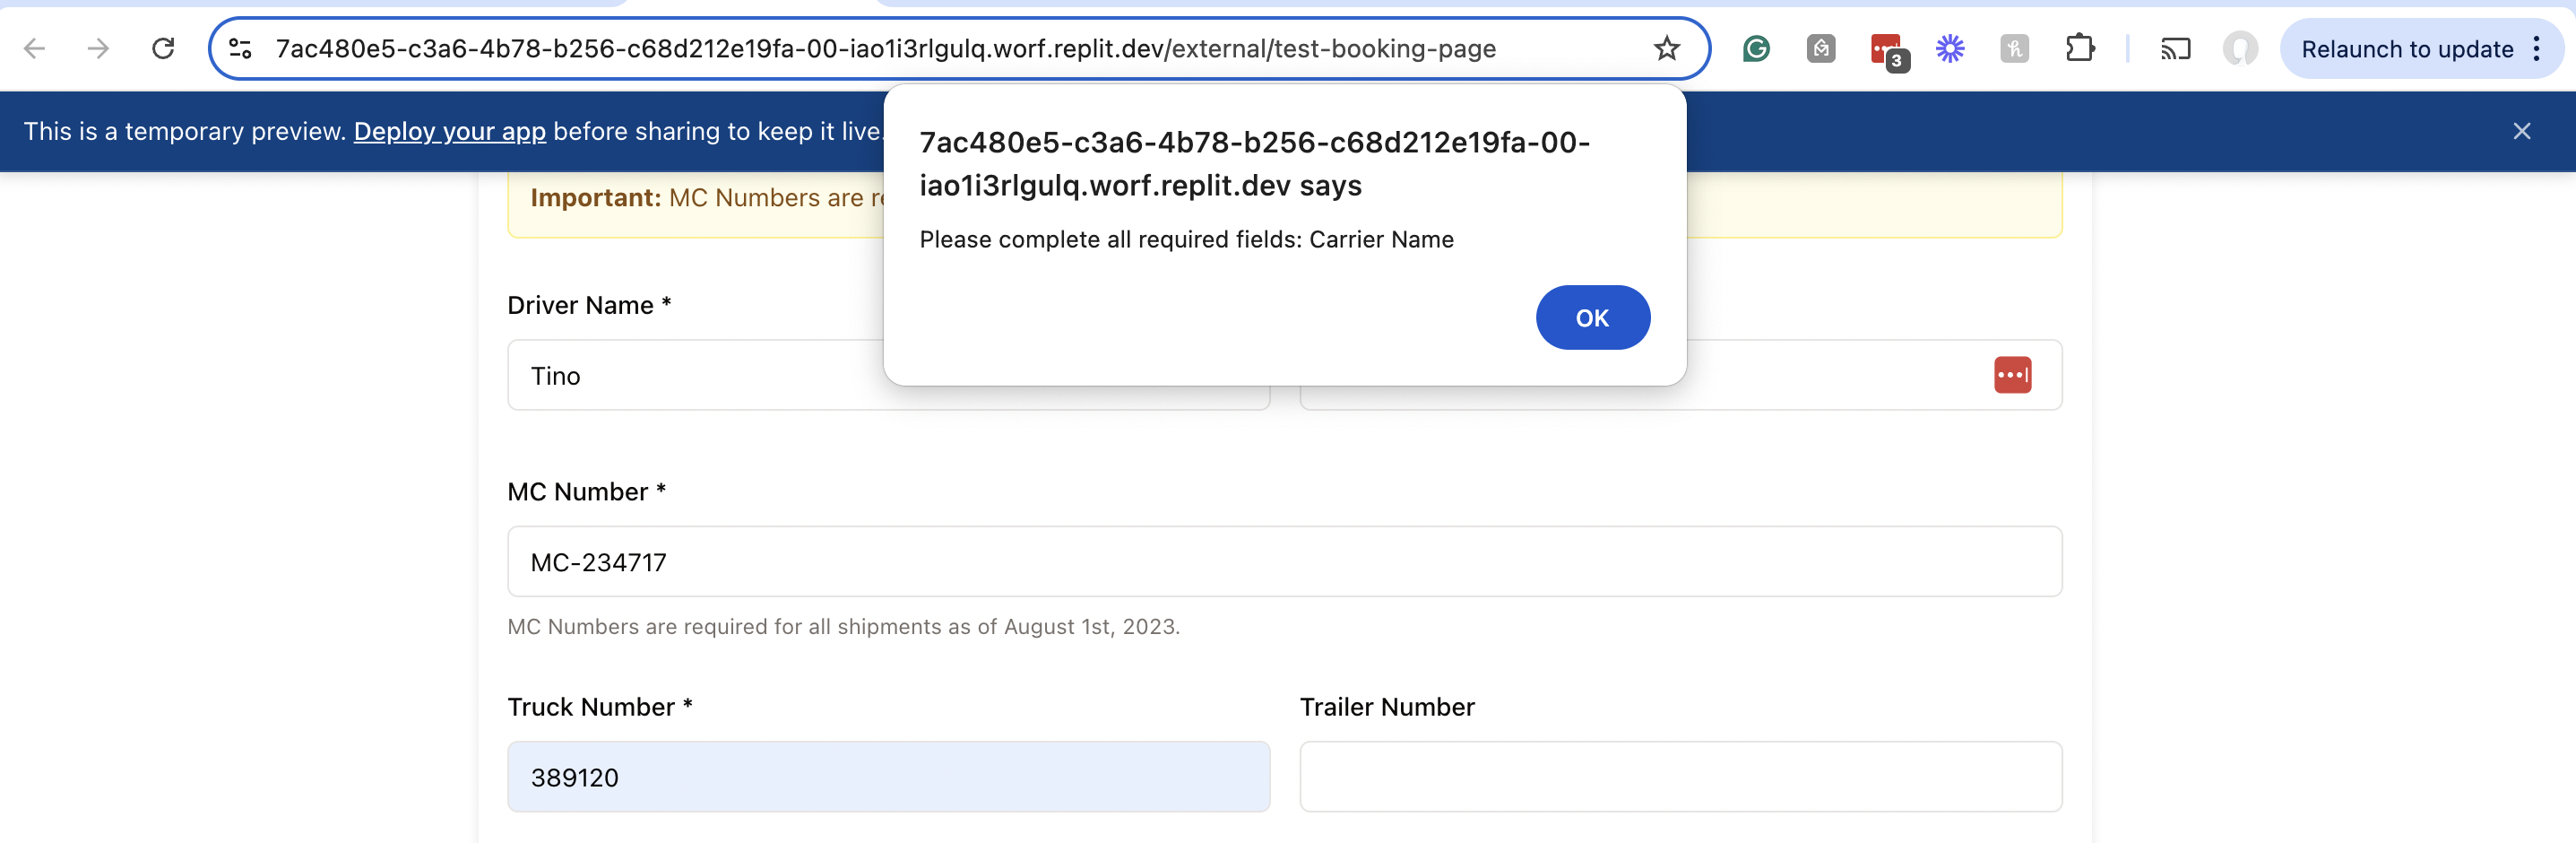 7ac480e5-c3a6-4b78-b256-c68d212e19fa-00-iao1i3rlgulq.worf.replit.dev/external/test-booking-page
3
Relaunch to update
This is a temporary preview. Deploy your app before sharing to keep it live.
7ac480e5-c3a6-4b78-b256-c68d212e19fa-00-
iao1i3rlgulq.worf.replit.dev says
Please complete all required fields: Carrier Name
OK
Important: MC Numbers are
Driver Name *
Tino
MC Number *
MC-234717
MC Numbers are required for all shipments as of August 1st, 2023.
Truck Number *
Trailer Number
389120